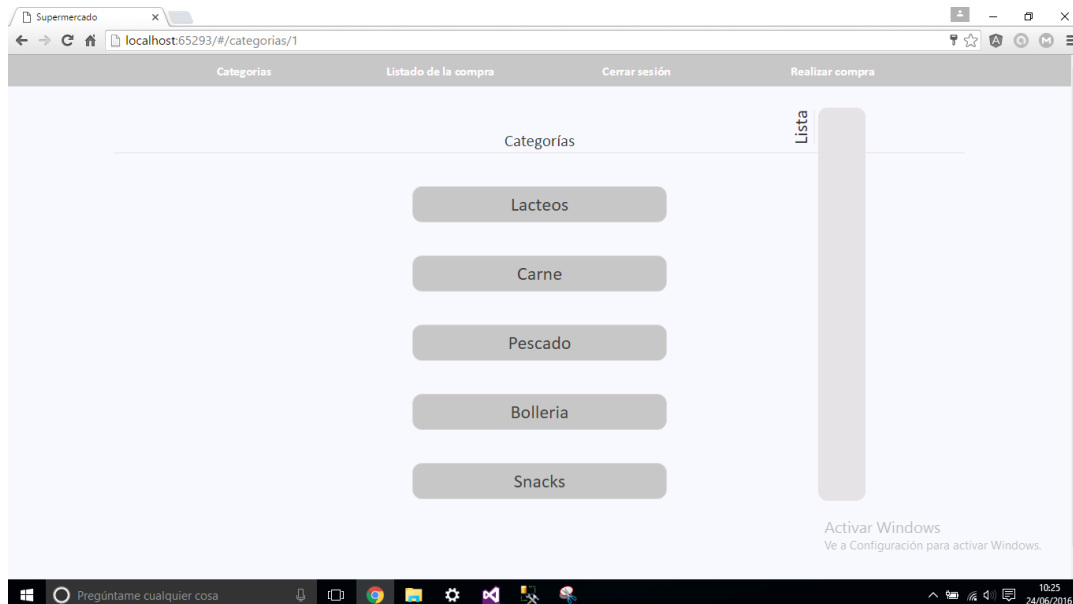 Supermercado
localhost:65293/#/categorias/1
Categorias Listado de la compra Cerrar sesión Realizar compra
Lista
Categorías
Lacteos
Carne
Pescado
Bolleria
Snacks
Activar Windows
Ve a Configuración para activar Windows.
Pregúntame cualquier cosa
10:25
24/06/2016